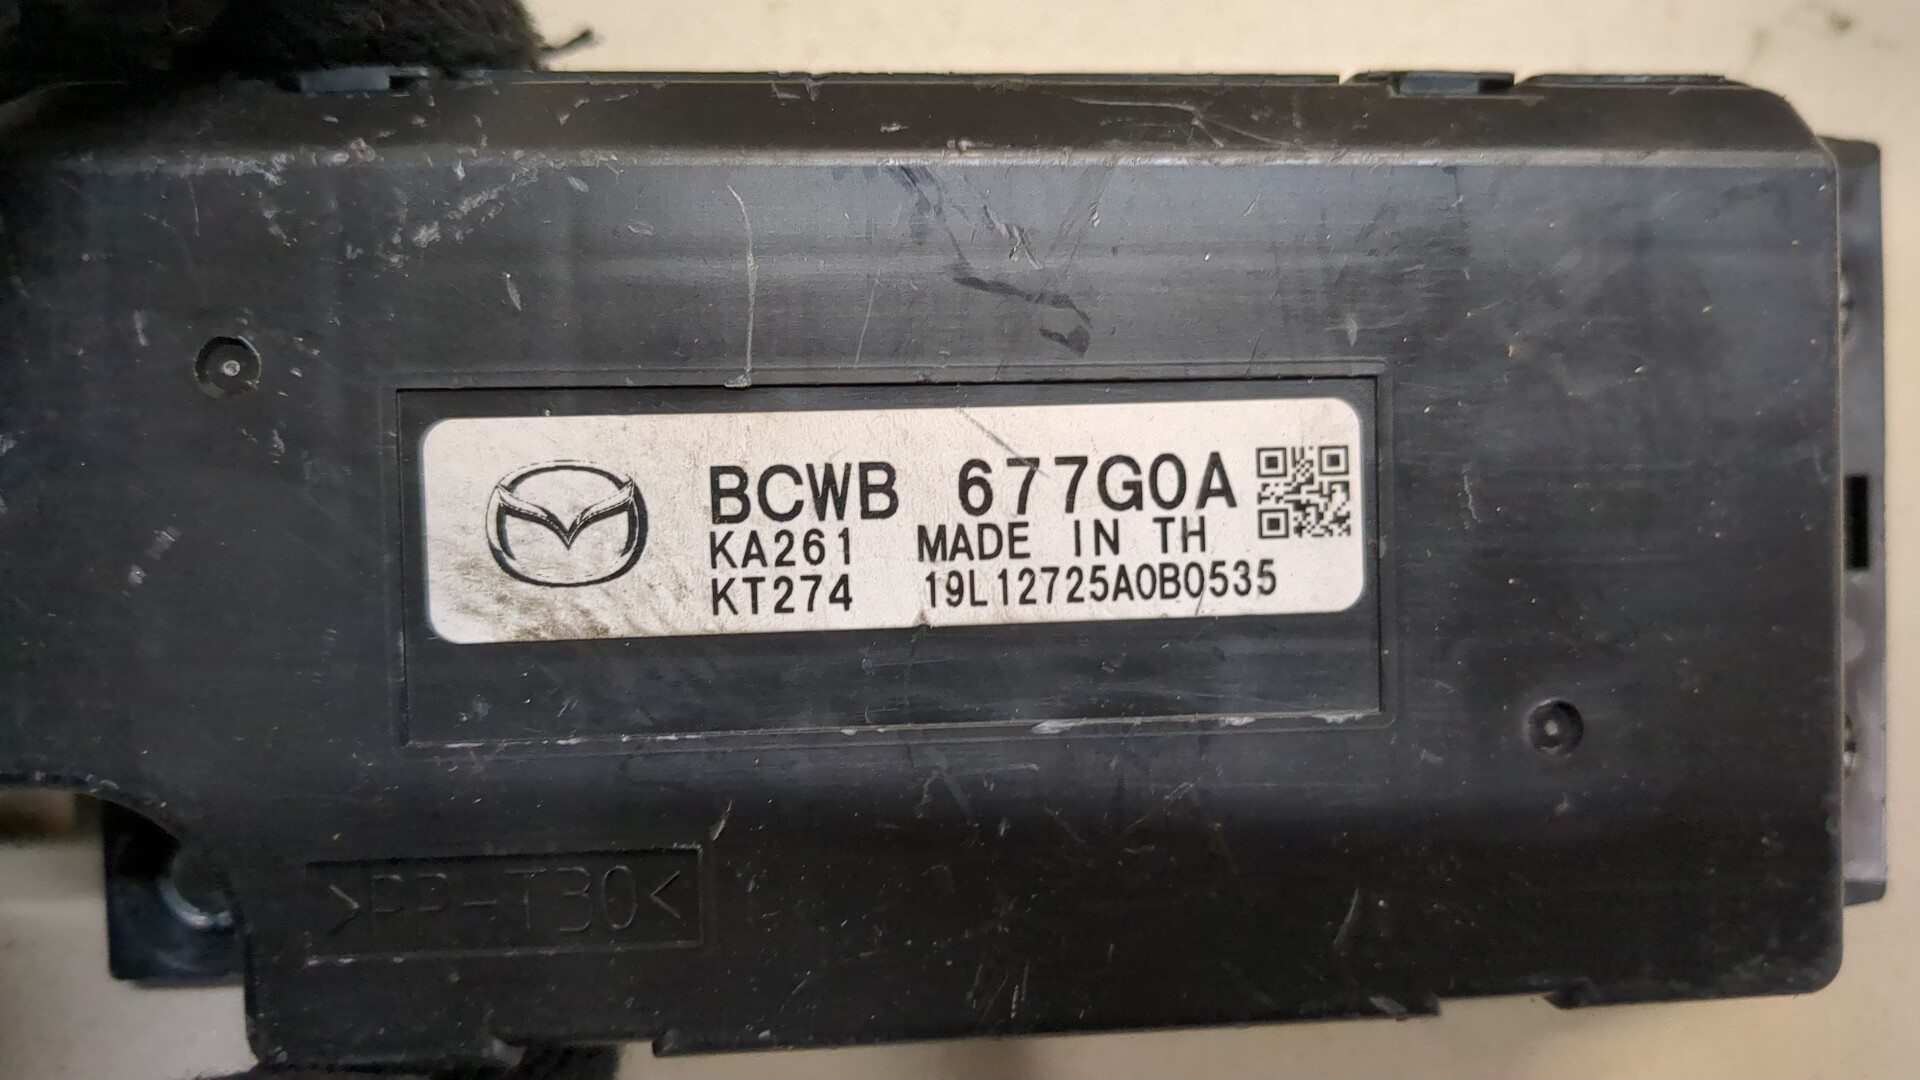 BCWB 677G0A
KA261 MADE IN TH
KT274 19L12725A0B0535
>PP-T30<